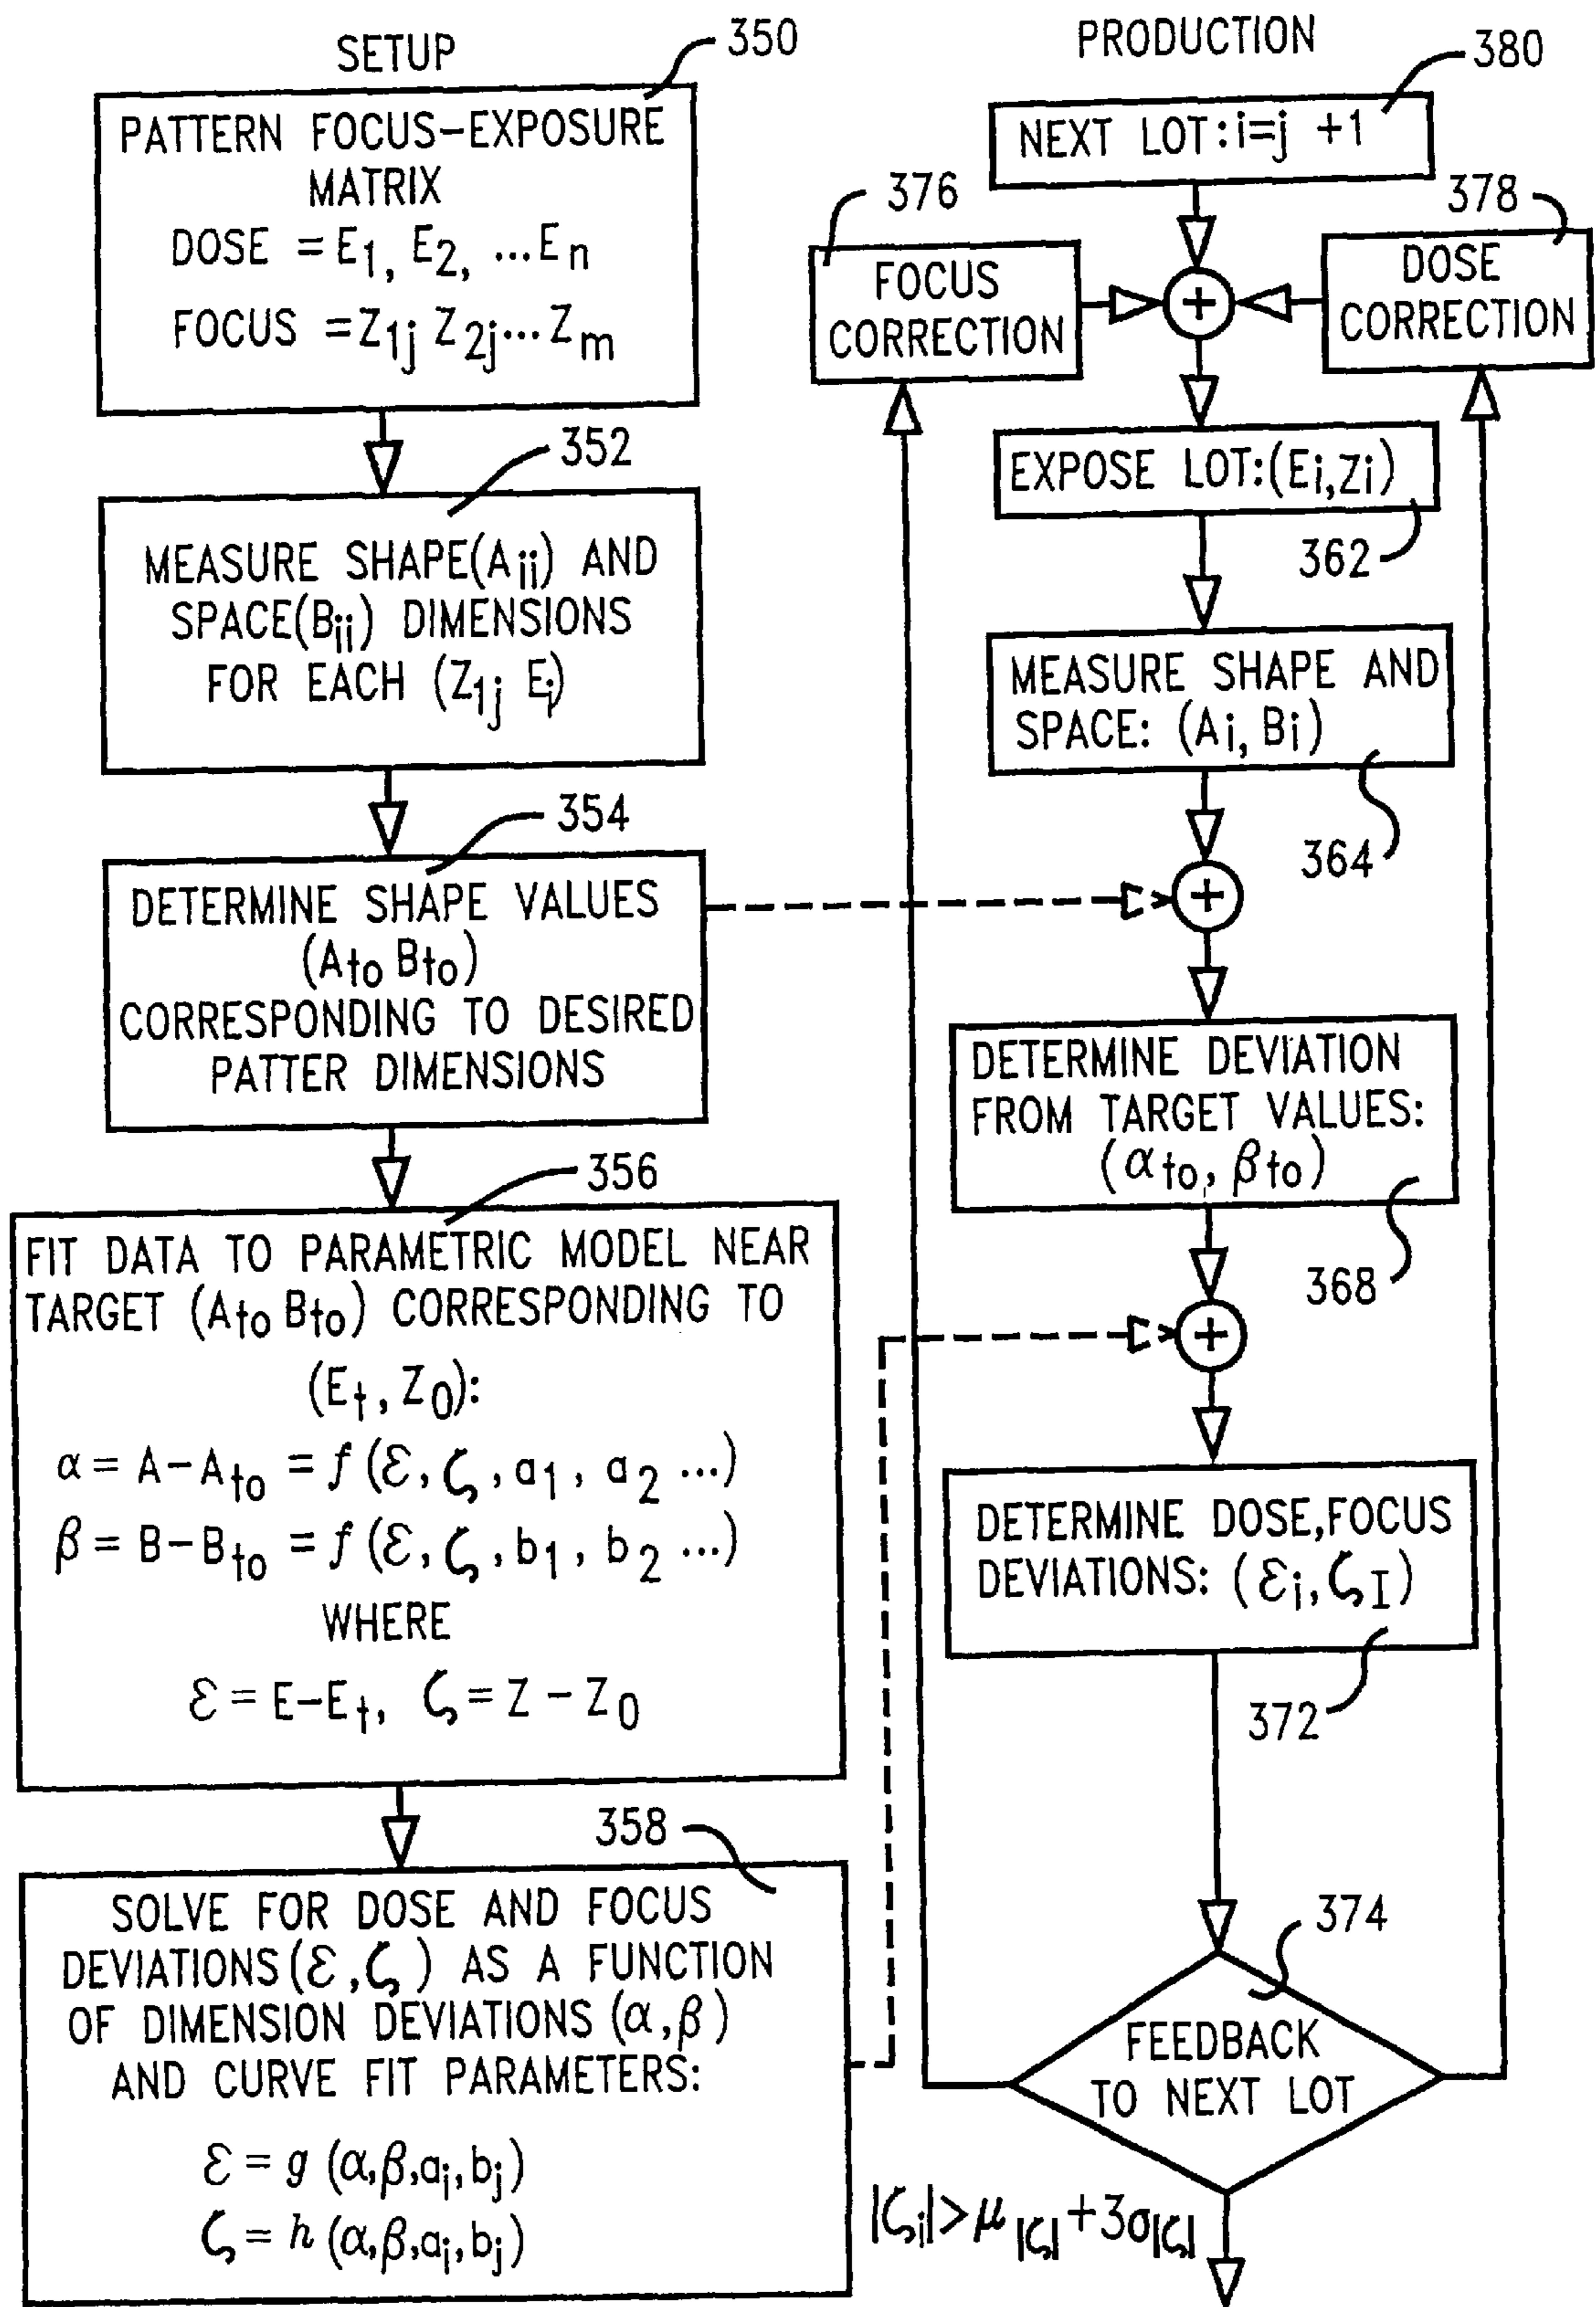 SETUP
350
PATTERN FOCUS-EXPOSURE
MATRIX
DOSE = E₁, E₂, ...Eₙ
FOCUS = Z₁ⱼ Z₂ⱼ...Zₘ
352
MEASURE SHAPE(Aᵢᵢ) AND
SPACE(Bᵢᵢ) DIMENSIONS
FOR EACH (Z₁ⱼ Eᵢ)
354
DETERMINE SHAPE VALUES
(Aₜₒ Bₜₒ)
CORRESPONDING TO DESIRED
PATTER DIMENSIONS
356
FIT DATA TO PARAMETRIC MODEL NEAR
TARGET (Aₜₒ Bₜₒ) CORRESPONDING TO
(Eₜ, Z₀):
α = A-Aₜₒ = f (ε, ζ, a₁, a₂ ...)
β = B-Bₜₒ = f (ε, ζ, b₁, b₂ ...)
WHERE
ε = E-Eₜ, ζ = Z - Z₀
358
SOLVE FOR DOSE AND FOCUS
DEVIATIONS(ε,ζ) AS A FUNCTION
OF DIMENSION DEVIATIONS (α,β)
AND CURVE FIT PARAMETERS:
ε = g (α,β,aᵢ,bⱼ)
ζ = h (α,β,aᵢ,bⱼ)
PRODUCTION
380
NEXT LOT:i=j +1
376
FOCUS
CORRECTION
378
DOSE
CORRECTION
+
EXPOSE LOT:(Eᵢ,Zᵢ)
362
MEASURE SHAPE AND
SPACE: (Aᵢ, Bᵢ)
364
+
DETERMINE DEVIATION
FROM TARGET VALUES:
(αₜₒ, βₜₒ)
368
+
DETERMINE DOSE,FOCUS
DEVIATIONS: (εᵢ,ζI)
372
374
FEEDBACK
TO NEXT LOT
|ζᵢ|> μ|ζ| +3σ|ζ|